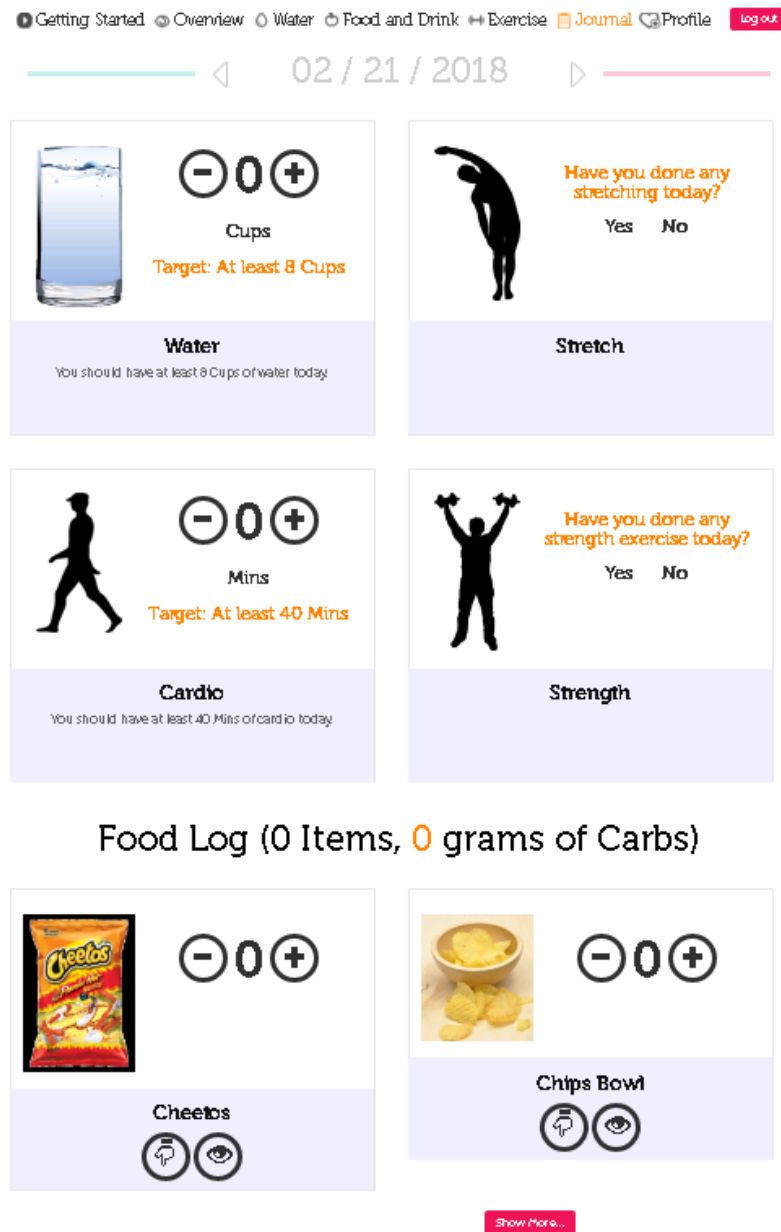 Getting Started Overview Water Food and Drink Exercise Journal Profile Log out
02 / 21 / 2018
0
Cups
Target: At least 8 Cups
Water
You should have at least 8 Cups of water today.
Have you done any
stretching today?
Yes No
Stretch
0
Mins
Target: At least 40 Mins
Cardio
You should have at least 40 Mins of cardio today.
Have you done any
strength exercise today?
Yes No
Strength
Food Log (0 Items, 0 grams of Carbs)
Cheetos
0
Cheetos
0
Chips Bowl
Show More...